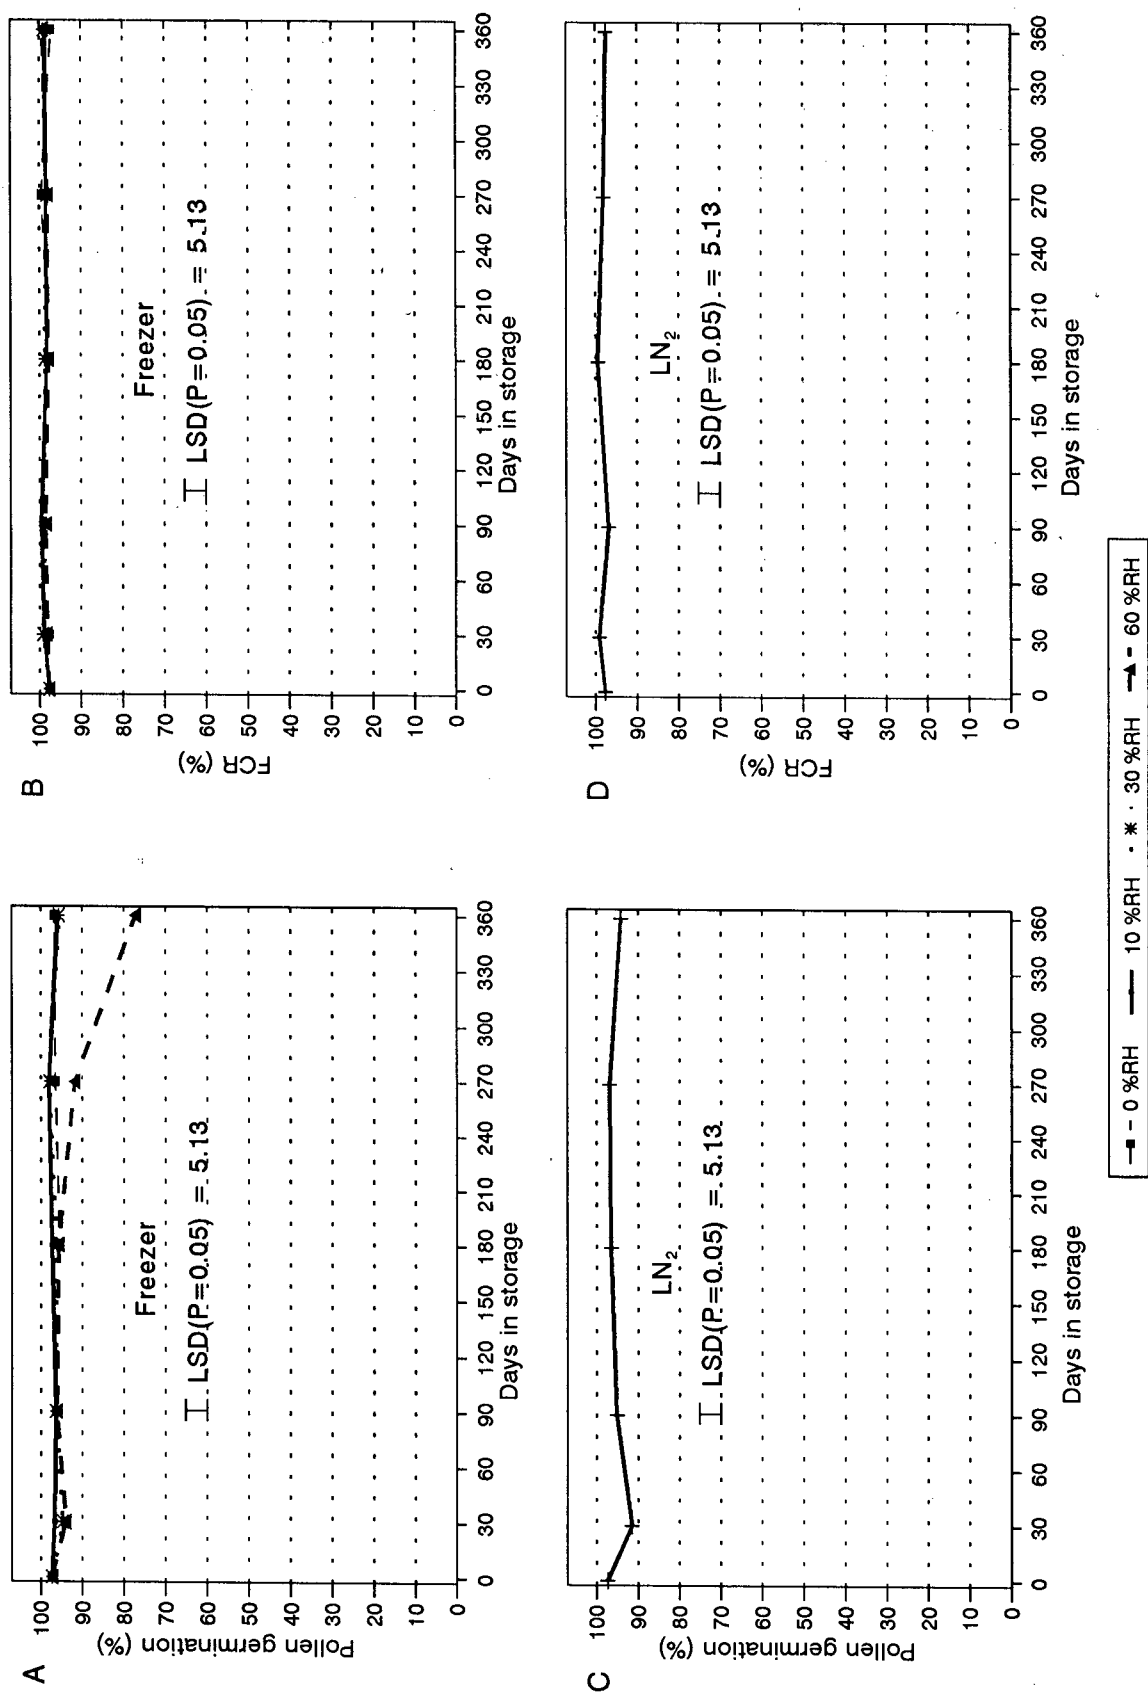 A
Pollen germination (%)
100
90
80
70
60
50
40
30
20
10
0
Freezer
LSD(P=0.05) = 5.13
0 30 60 90 120 150 180 210 240 270 300 330 360
Days in storage
B
FCR (%)
100
90
80
70
60
50
40
30
20
10
0
Freezer
LSD(P=0.05) = 5.13
0 30 60 90 120 150 180 210 240 270 300 330 360
Days in storage
C
Pollen germination (%)
100
90
80
70
60
50
40
30
20
10
0
LN2
LSD(P=0.05) = 5.13
0 30 60 90 120 150 180 210 240 270 300 330 360
Days in storage
D
FCR (%)
100
90
80
70
60
50
40
30
20
10
0
LN2
LSD(P=0.05) = 5.13
0 30 60 90 120 150 180 210 240 270 300 330 360
Days in storage
0 %RH 10 %RH 30 %RH 60 %RH